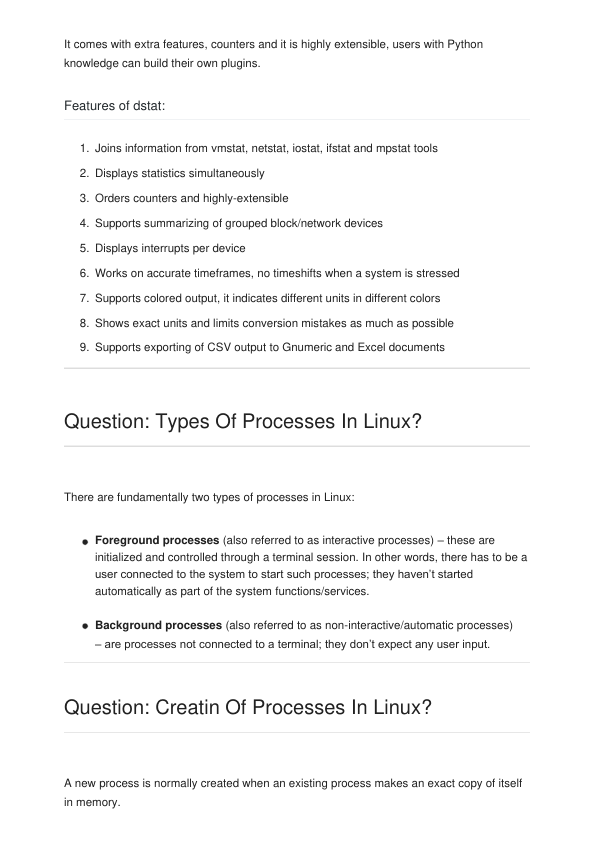 It comes with extra features, counters and it is highly extensible, users with Python
knowledge can build their own plugins.
Features of dstat:
1. Joins information from vmstat, netstat, iostat, ifstat and mpstat tools
2. Displays statistics simultaneously
3. Orders counters and highly-extensible
4. Supports summarizing of grouped block/network devices
5. Displays interrupts per device
6. Works on accurate timeframes, no timeshifts when a system is stressed
7. Supports colored output, it indicates different units in different colors
8. Shows exact units and limits conversion mistakes as much as possible
9. Supports exporting of CSV output to Gnumeric and Excel documents
Question: Types Of Processes In Linux?
There are fundamentally two types of processes in Linux:
● Foreground processes (also referred to as interactive processes) – these are
initialized and controlled through a terminal session. In other words, there has to be a
user connected to the system to start such processes; they haven’t started
automatically as part of the system functions/services.
● Background processes (also referred to as non-interactive/automatic processes)
– are processes not connected to a terminal; they don’t expect any user input.
Question: Creatin Of Processes In Linux?
A new process is normally created when an existing process makes an exact copy of itself
in memory.